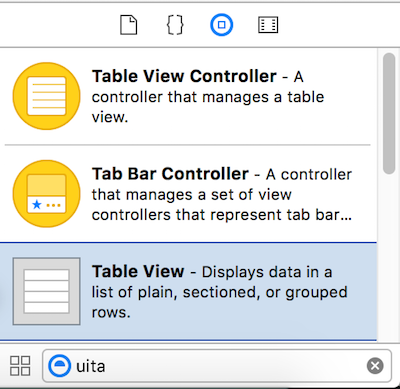 Table View Controller - A
controller that manages a table
view.
Tab Bar Controller - A controller
that manages a set of view
controllers that represent tab bar...
Table View - Displays data in a
list of plain, sectioned, or grouped
rows.
uita